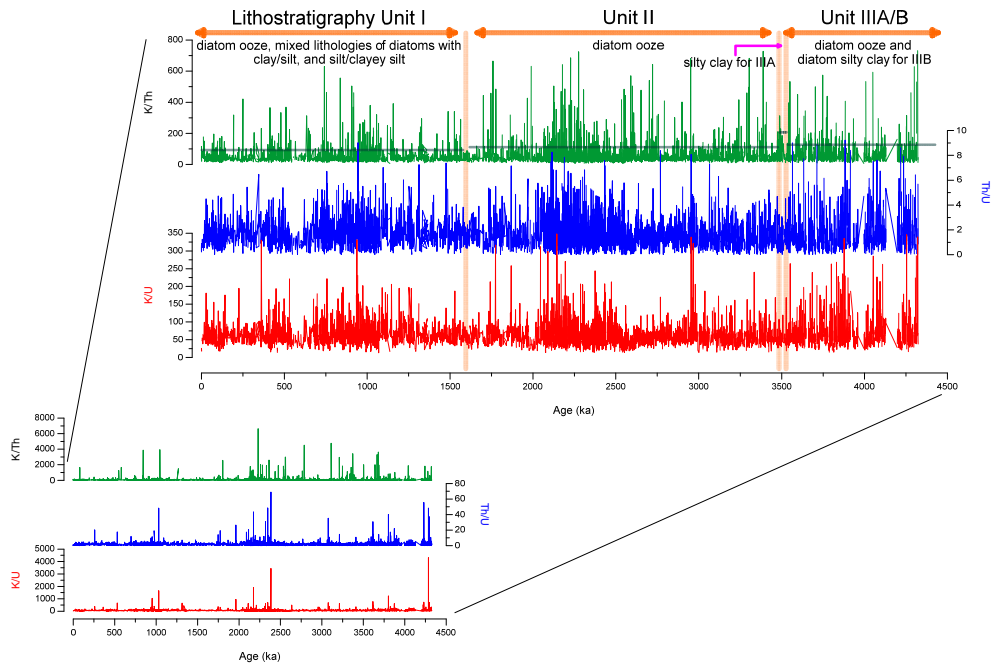 Lithostratigraphy Unit I
Unit II
Unit IIIA/B
diatom ooze, mixed lithologies of diatoms with
clay/silt, and silt/clayey silt
diatom ooze
silty clay for IIIA
diatom ooze and
diatom silty clay for IIIB
K/Th
800
600
400
200
0
Th/U
10
8
6
4
2
0
K/U
350
300
250
200
150
100
50
0
0 500 1000 1500 2000 2500 3000 3500 4000 4500
Age (ka)
K/Th
8000
6000
4000
2000
0
Th/U
80
60
40
20
0
K/U
5000
4000
3000
2000
1000
0
0 500 1000 1500 2000 2500 3000 3500 4000 4500
Age (ka)